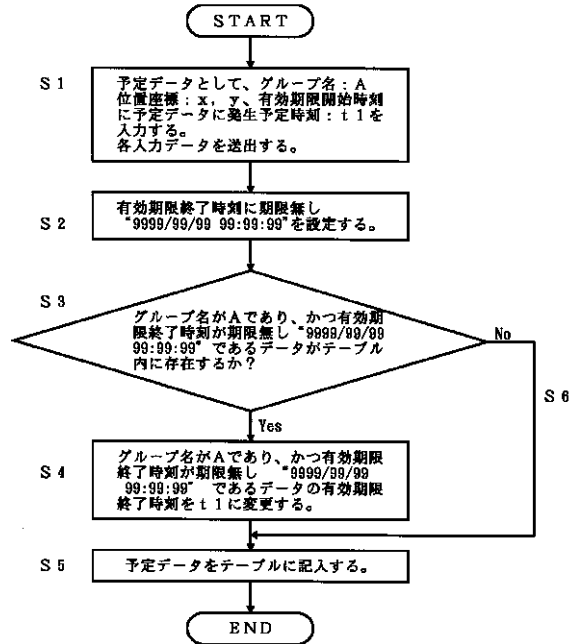 START
S1
予定データとして、グループ名：A
位置座標：x，y、有効期限開始時刻
に予定データに発生予定時刻：t1を
入力する。
各入力データを送出する。
S2
有効期限終了時刻に期限無し
"9999/99/99 99:99:99"を設定する。
S3
グループ名がAであり、かつ有効期
限終了時刻が期限無し "9999/99/99
99:99:99" であるデータがテーブル
内に存在するか？
No
S6
Yes
S4
グループ名がAであり、かつ有効期限
終了時刻が期限無し "9999/99/99
99:99:99" であるデータの有効期限
終了時刻をt1に変更する。
S5
予定データをテーブルに記入する。
END